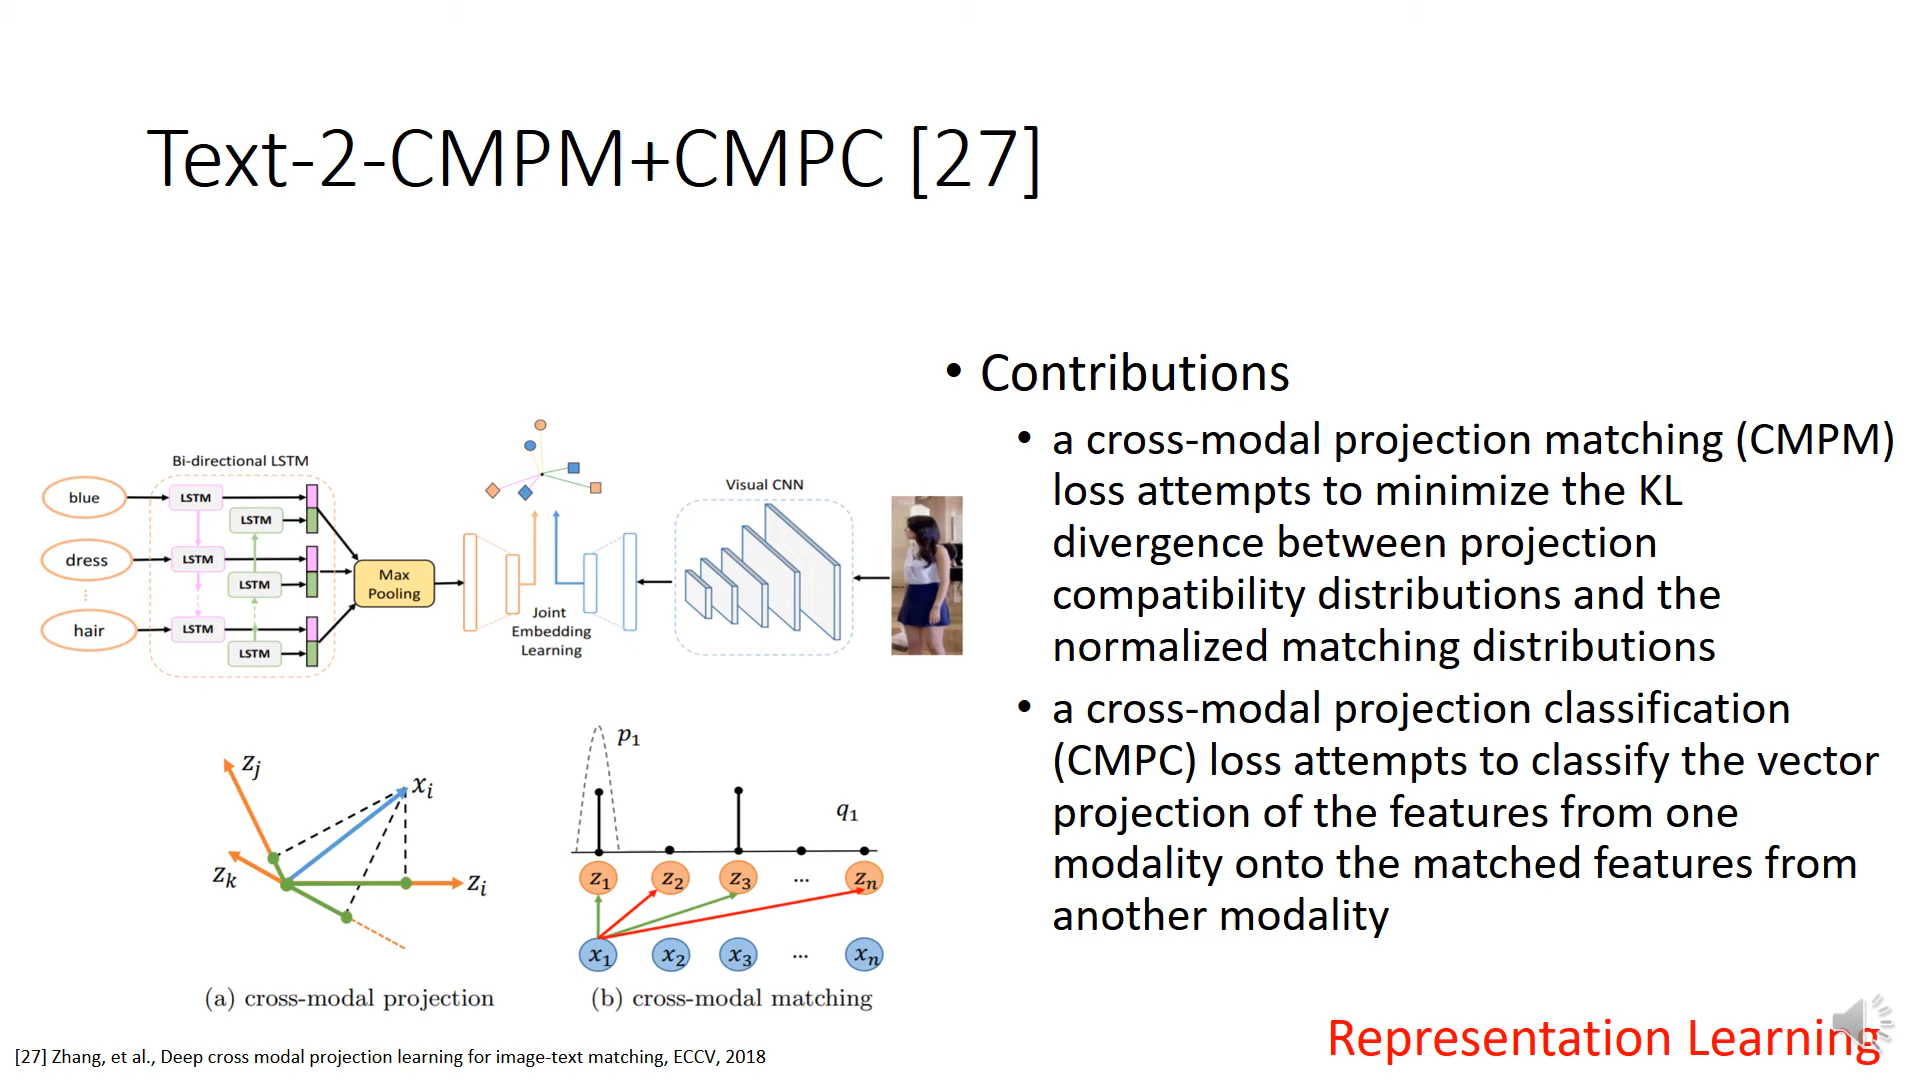 Text-2-CMPM+CMPC [27]
• Contributions
• a cross-modal projection matching (CMPM)
loss attempts to minimize the KL
divergence between projection
compatibility distributions and the
normalized matching distributions
• a cross-modal projection classification
(CMPC) loss attempts to classify the vector
projection of the features from one
modality onto the matched features from
another modality
Bi-directional LSTM
blue
LSTM
LSTM
dress
LSTM
LSTM
⋮
hair
LSTM
LSTM
Max
Pooling
Joint
Embedding
Learning
Visual CNN
z_j
x_i
z_k
z_i
(a) cross-modal projection
p_1
q_1
z_1 z_2 z_3 ... z_n
x_1 x_2 x_3 ... x_n
(b) cross-modal matching
[27] Zhang, et al., Deep cross modal projection learning for image-text matching, ECCV, 2018
Representation Learning